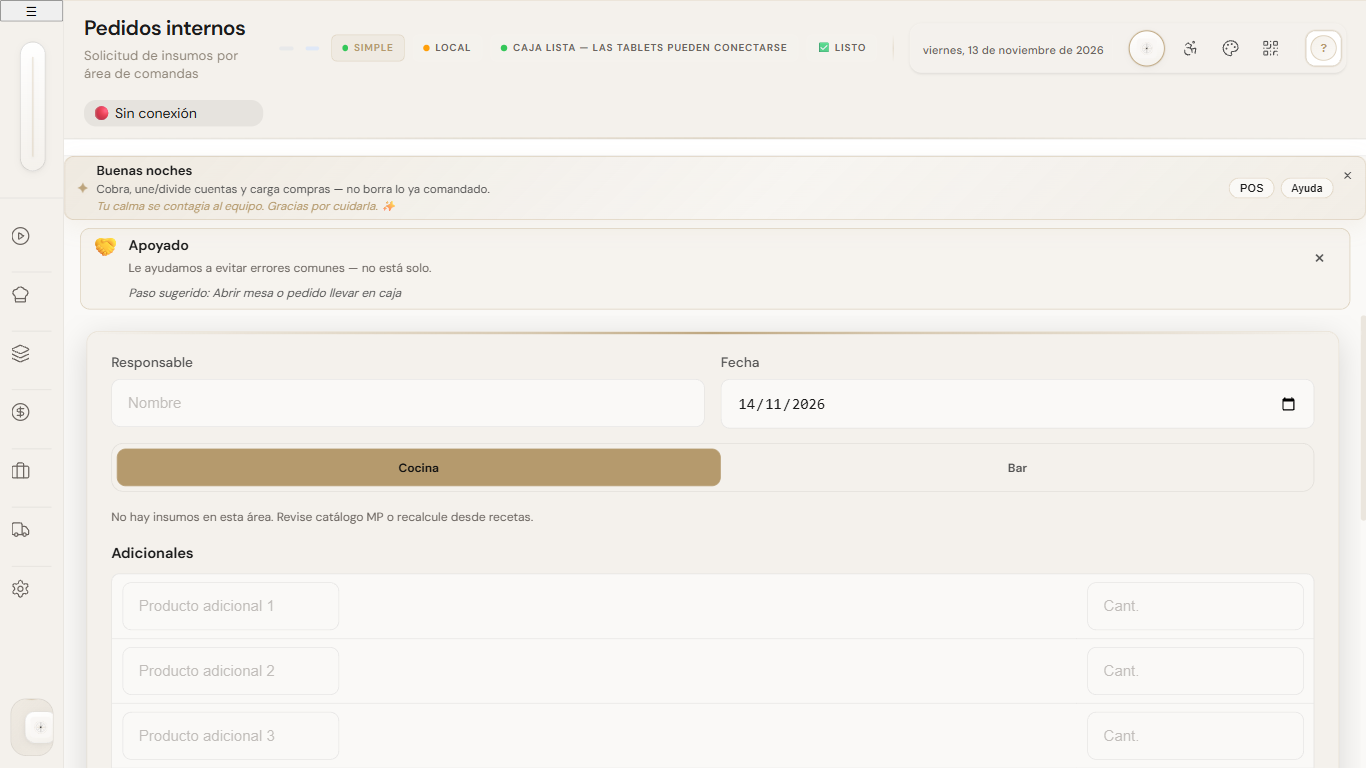 ☰
Pedidos internos
Solicitud de insumos por
área de comandas
SIMPLE
LOCAL
CAJA LISTA — LAS TABLETS PUEDEN CONECTARSE
✅ LISTO
viernes, 13 de noviembre de 2026
?
Sin conexión
Buenas noches
✦ Cobra, une/divide cuentas y carga compras — no borra lo ya comandado.
Tu calma se contagia al equipo. Gracias por cuidarla. ✨
POS
Ayuda
×
🤝 Apoyado
Le ayudamos a evitar errores comunes — no está solo.
Paso sugerido: Abrir mesa o pedido llevar en caja
×
Responsable
Fecha
Nombre
14/11/2026
Cocina
Bar
No hay insumos en esta área. Revise catálogo MP o recalcule desde recetas.
Adicionales
Producto adicional 1
Cant.
Producto adicional 2
Cant.
Producto adicional 3
Cant.